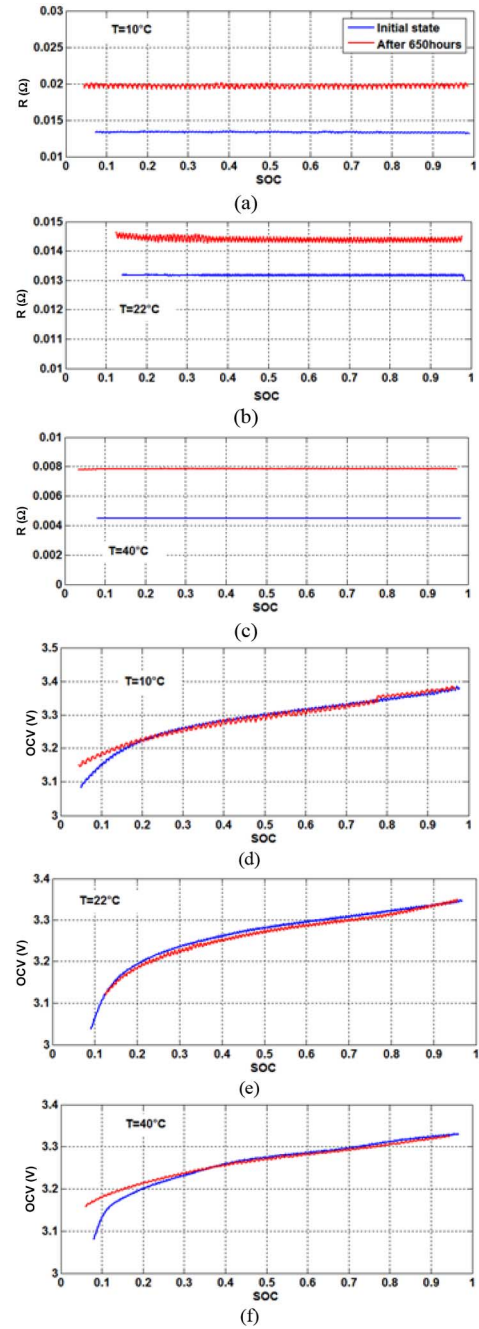 0.03
T=10°C
Initial state
0.025
After 650hours
R (Ω)
0.02
0.015
0.01
0 0.1 0.2 0.3 0.4 0.5 0.6 0.7 0.8 0.9 1
SOC
(a)
0.015
0.014
R (Ω)
0.013
0.012
T=22°C
0.011
0.01
0 0.1 0.2 0.3 0.4 0.5 0.6 0.7 0.8 0.9 1
SOC
(b)
0.01
0.008
R (Ω)
0.006
0.004
T=40°C
0.002
0
0 0.1 0.2 0.3 0.4 0.5 0.6 0.7 0.8 0.9 1
SOC
(c)
3.5
T=10°C
3.4
OCV (V)
3.3
3.2
3.1
3
0 0.1 0.2 0.3 0.4 0.5 0.6 0.7 0.8 0.9 1
SOC
(d)
3.4
T=22°C
3.3
OCV (V)
3.2
3.1
3
0 0.1 0.2 0.3 0.4 0.5 0.6 0.7 0.8 0.9 1
SOC
(e)
3.4
T=40°C
3.3
OCV (V)
3.2
3.1
3
0 0.1 0.2 0.3 0.4 0.5 0.6 0.7 0.8 0.9 1
SOC
(f)